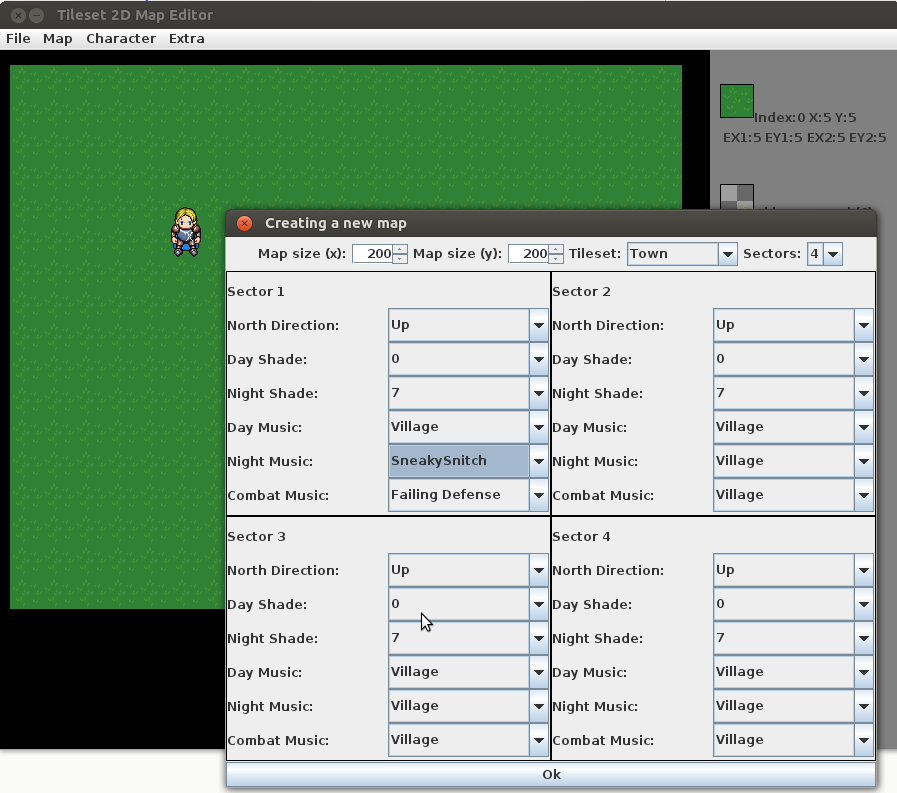 Tileset 2D Map Editor
File Map Character Extra
Index:0 X:5 Y:5
EX1:5 EY1:5 EX2:5 EY2:5
Creating a new map
Map size (x): 200 Map size (y): 200 Tileset: Town Sectors: 4
Sector 1
North Direction: Up
Day Shade: 0
Night Shade: 7
Day Music: Village
Night Music: SneakySnitch
Combat Music: Failing Defense
Sector 2
North Direction: Up
Day Shade: 0
Night Shade: 7
Day Music: Village
Night Music: Village
Combat Music: Village
Sector 3
North Direction: Up
Day Shade: 0
Night Shade: 7
Day Music: Village
Night Music: Village
Combat Music: Village
Sector 4
North Direction: Up
Day Shade: 0
Night Shade: 7
Day Music: Village
Night Music: Village
Combat Music: Village
Ok